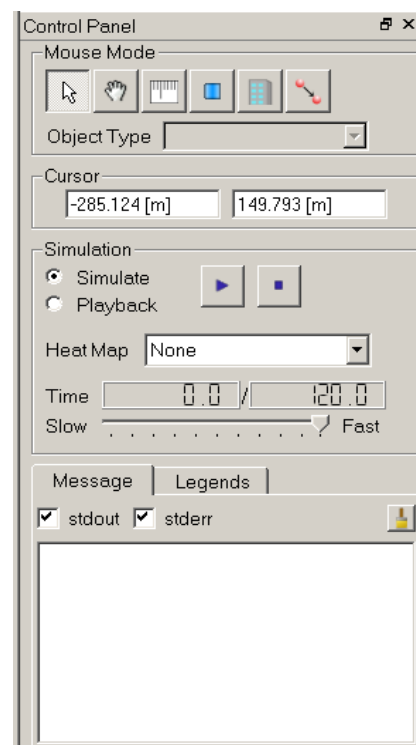 Control Panel
Mouse Mode
Object Type
Cursor
-285.124 [m] 149.793 [m]
Simulation
Simulate
Playback
Heat Map None
Time 0.0 / 120.0
Slow Fast
Message Legends
stdout stderr